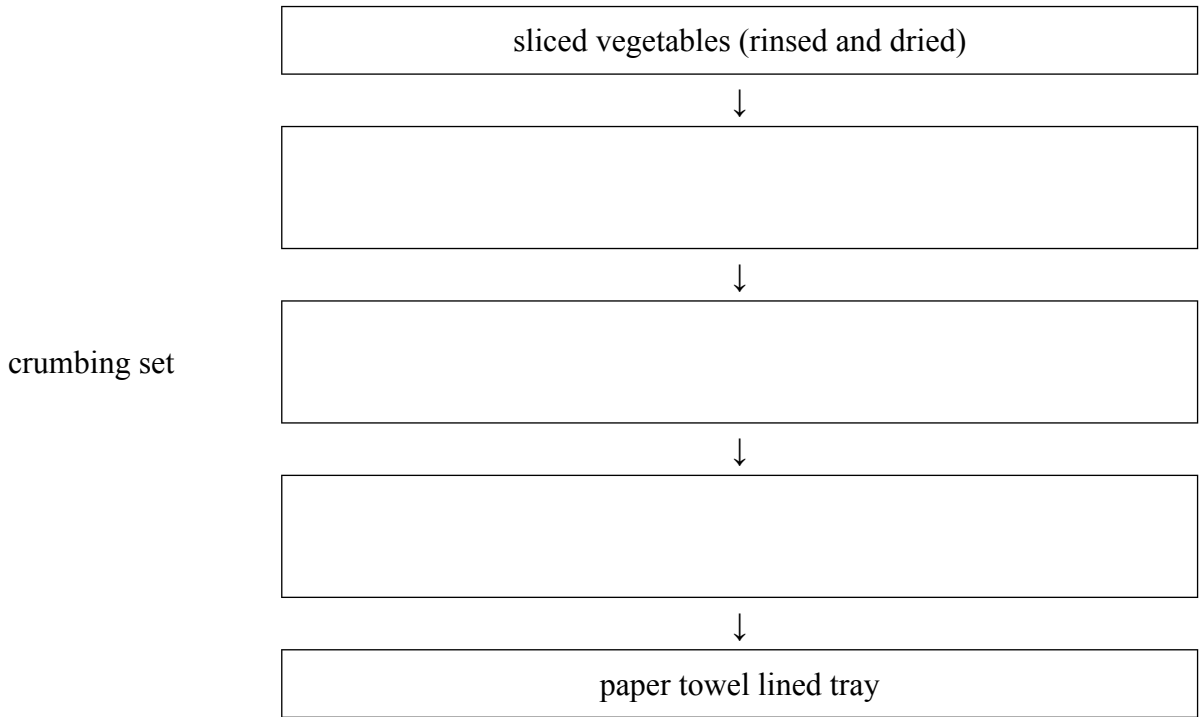 sliced vegetables (rinsed and dried)
↓
↓
crumbing set
↓
↓
paper towel lined tray